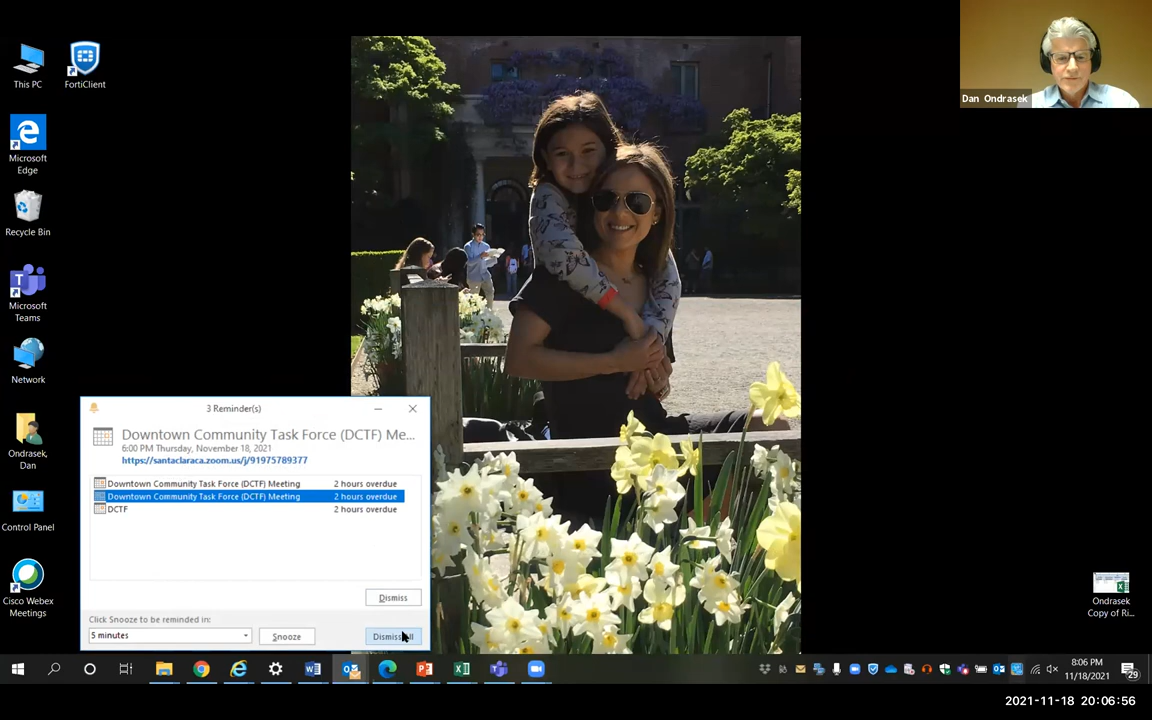 This PC
FortiClient
Microsoft
Edge
Recycle Bin
Microsoft
Teams
Network
Ondrasek,
Dan
Control Panel
Cisco Webex
Meetings
Dan Ondrasek
3 Reminder(s)
Downtown Community Task Force (DCTF) Me...
6:00 PM Thursday, November 18, 2021
https://santaclaraca.zoom.us/j/91975789377
Downtown Community Task Force (DCTF) Meeting 2 hours overdue
Downtown Community Task Force (DCTF) Meeting 2 hours overdue
DCTF 2 hours overdue
Dismiss
Click Snooze to be reminded in:
5 minutes
Snooze
Dismiss
Ondrasek
Copy of Ri...
8:06 PM
11/18/2021
29
2021-11-18 20:06:56